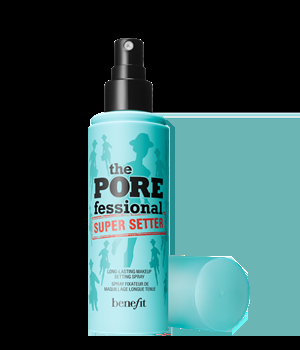 the
PORE
fessional
SUPER SETTER
LONG-LASTING MAKEUP
SETTING SPRAY
SPRAY FIXATEUR DE
MAQUILLAGE LONGUE TENUE
benefit